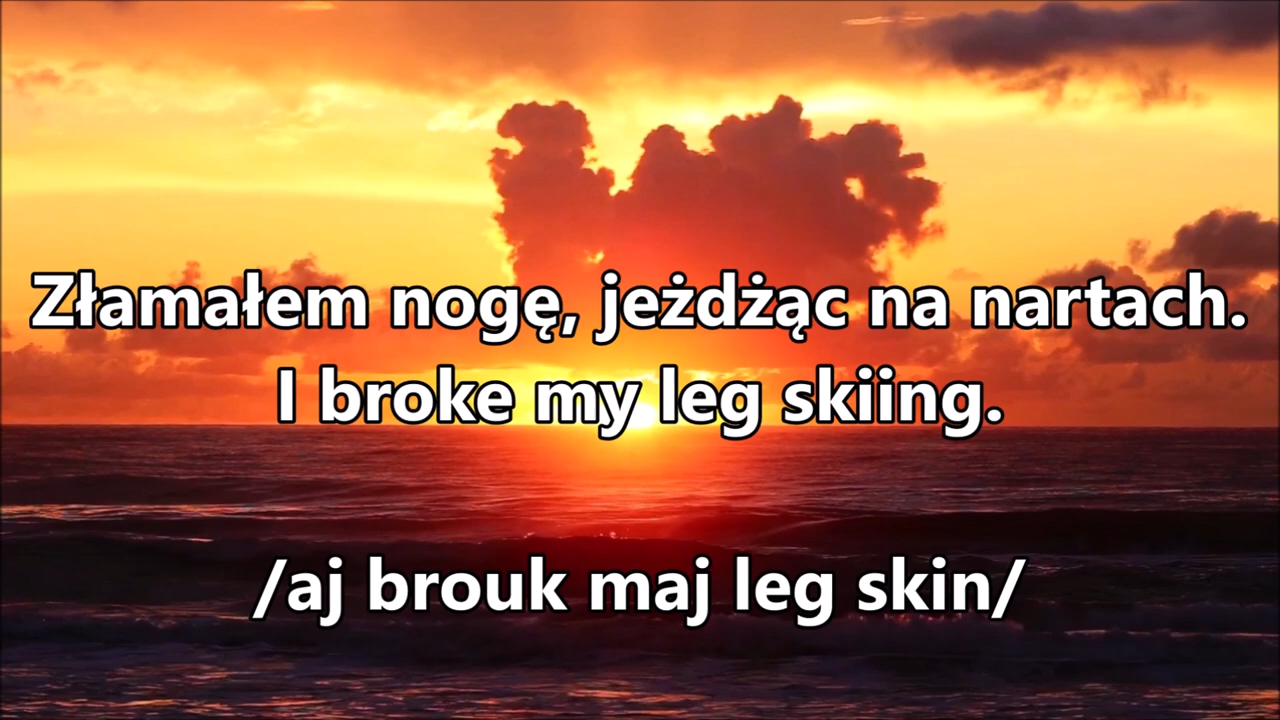 Złamałem nogę, jeżdżąc na nartach.
I broke my leg skiing.
/aj brouk maj leg skin/